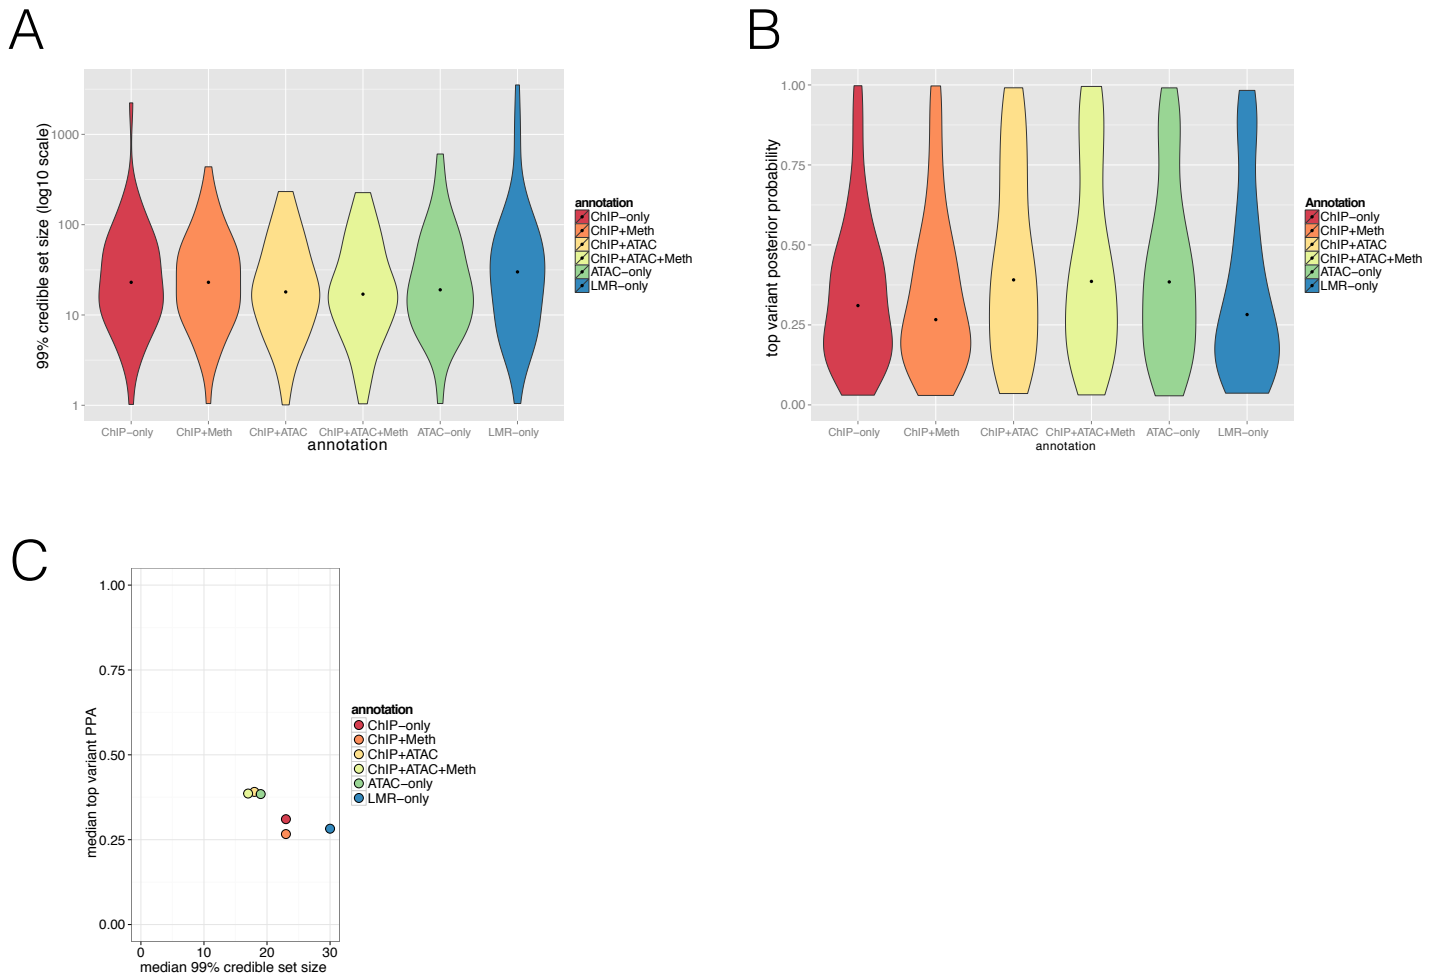 A
99% credible set size (log10 scale)
1000
100
10
1
ChIP−only ChIP+Meth ChIP+ATAC ChIP+ATAC+Meth ATAC−only LMR−only
annotation
annotation
ChIP−only
ChIP+Meth
ChIP+ATAC
ChIP+ATAC+Meth
ATAC−only
LMR−only
B
top variant posterior probability
1.00
0.75
0.50
0.25
0.00
ChIP−only ChIP+Meth ChIP+ATAC ChIP+ATAC+Meth ATAC−only LMR−only
annotation
Annotation
ChIP−only
ChIP+Meth
ChIP+ATAC
ChIP+ATAC+Meth
ATAC−only
LMR−only
C
median top variant PPA
1.00
0.75
0.50
0.25
0.00
0 10 20 30
median 99% credible set size
annotation
ChIP−only
ChIP+Meth
ChIP+ATAC
ChIP+ATAC+Meth
ATAC−only
LMR−only